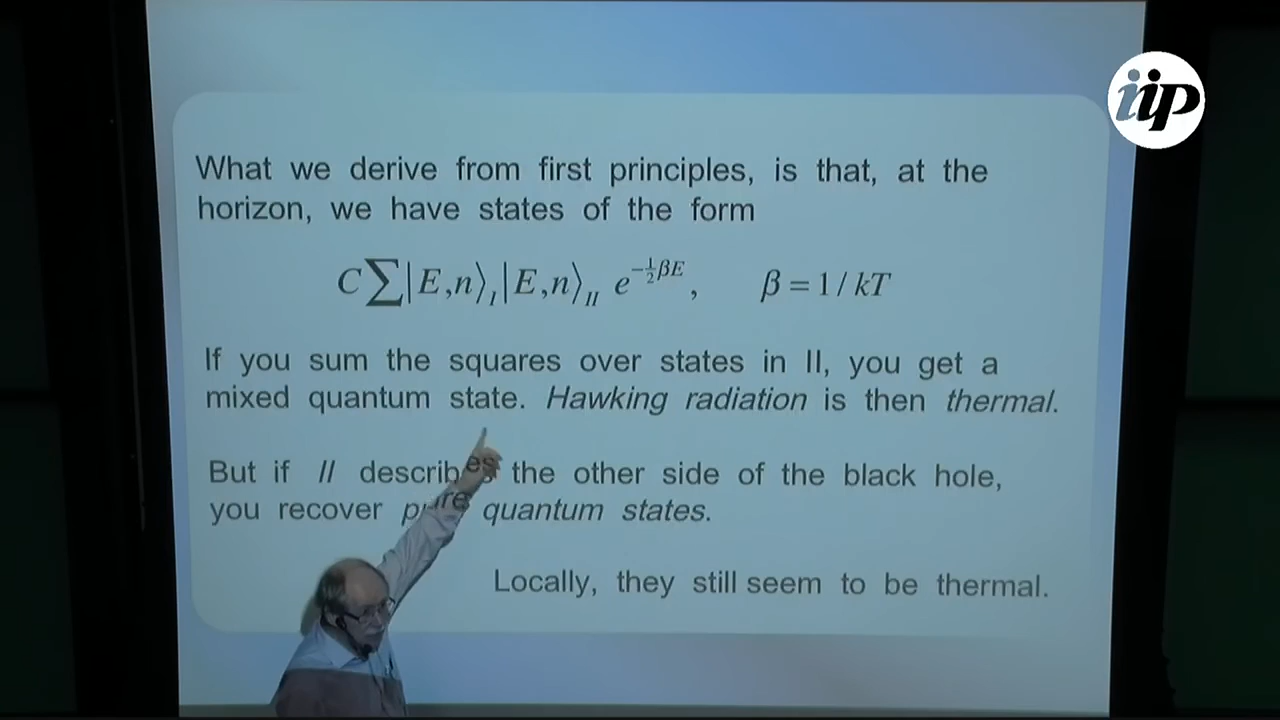 iip
What we derive from first principles, is that, at the
horizon, we have states of the form
C∑|E,n⟩_I|E,n⟩_II e^{-½βE}, β = 1/kT
If you sum the squares over states in II, you get a
mixed quantum state. Hawking radiation is then thermal.
But if II describes the other side of the black hole,
you recover pure quantum states.
Locally, they still seem to be thermal.